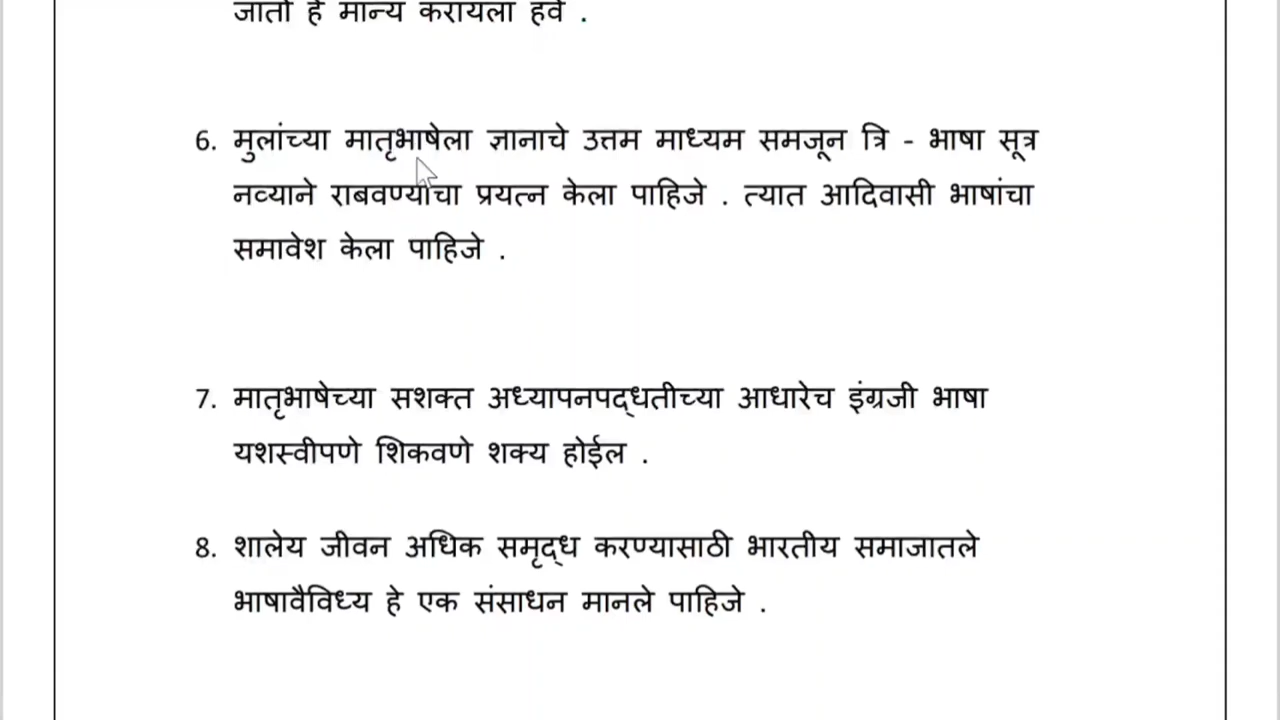 जातो हे मान्य करायला हवे .
6. मुलांच्या मातृभाषेला ज्ञानाचे उत्तम माध्यम समजून त्रि - भाषा सूत्र
नव्याने राबवण्याचा प्रयत्न केला पाहिजे . त्यात आदिवासी भाषांचा
समावेश केला पाहिजे .
7. मातृभाषेच्या सशक्त अध्यापनपद्धतीच्या आधारेच इंग्रजी भाषा
यशस्वीपणे शिकवणे शक्य होईल .
8. शालेय जीवन अधिक समृद्ध करण्यासाठी भारतीय समाजातले
भाषावैविध्य हे एक संसाधन मानले पाहिजे .